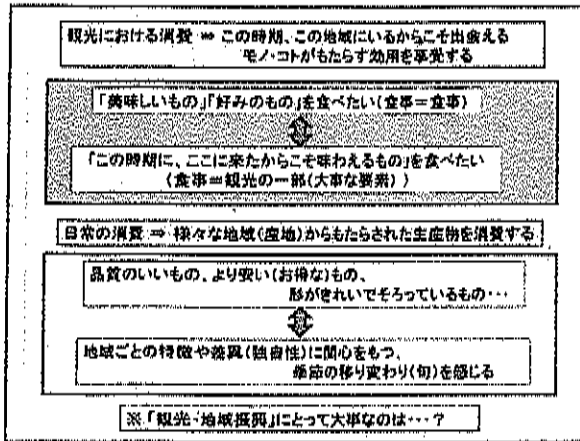 観光における消費 ⇒ この時期、この地域にいるからこそ出会える
モノ・コトがもたらす効用を享受する
「美味しいもの」「好みのもの」を食べたい(食事=食事)
「この時期に、ここに来たからこそ味わえるもの」を食べたい
(食事=観光の一部(大事な要素))
日常の消費 ⇒ 様々な地域(産地)からもたらされた生産物を消費する
品質のいいもの、より安い(お得な)もの、
形がきれいでそろっているもの・・・
地域ごとの特徴や差異(独自性)に関心をもつ、
季節の移り変わり(旬)を感じる
※「観光・地域振興」にとって大事なのは・・・?